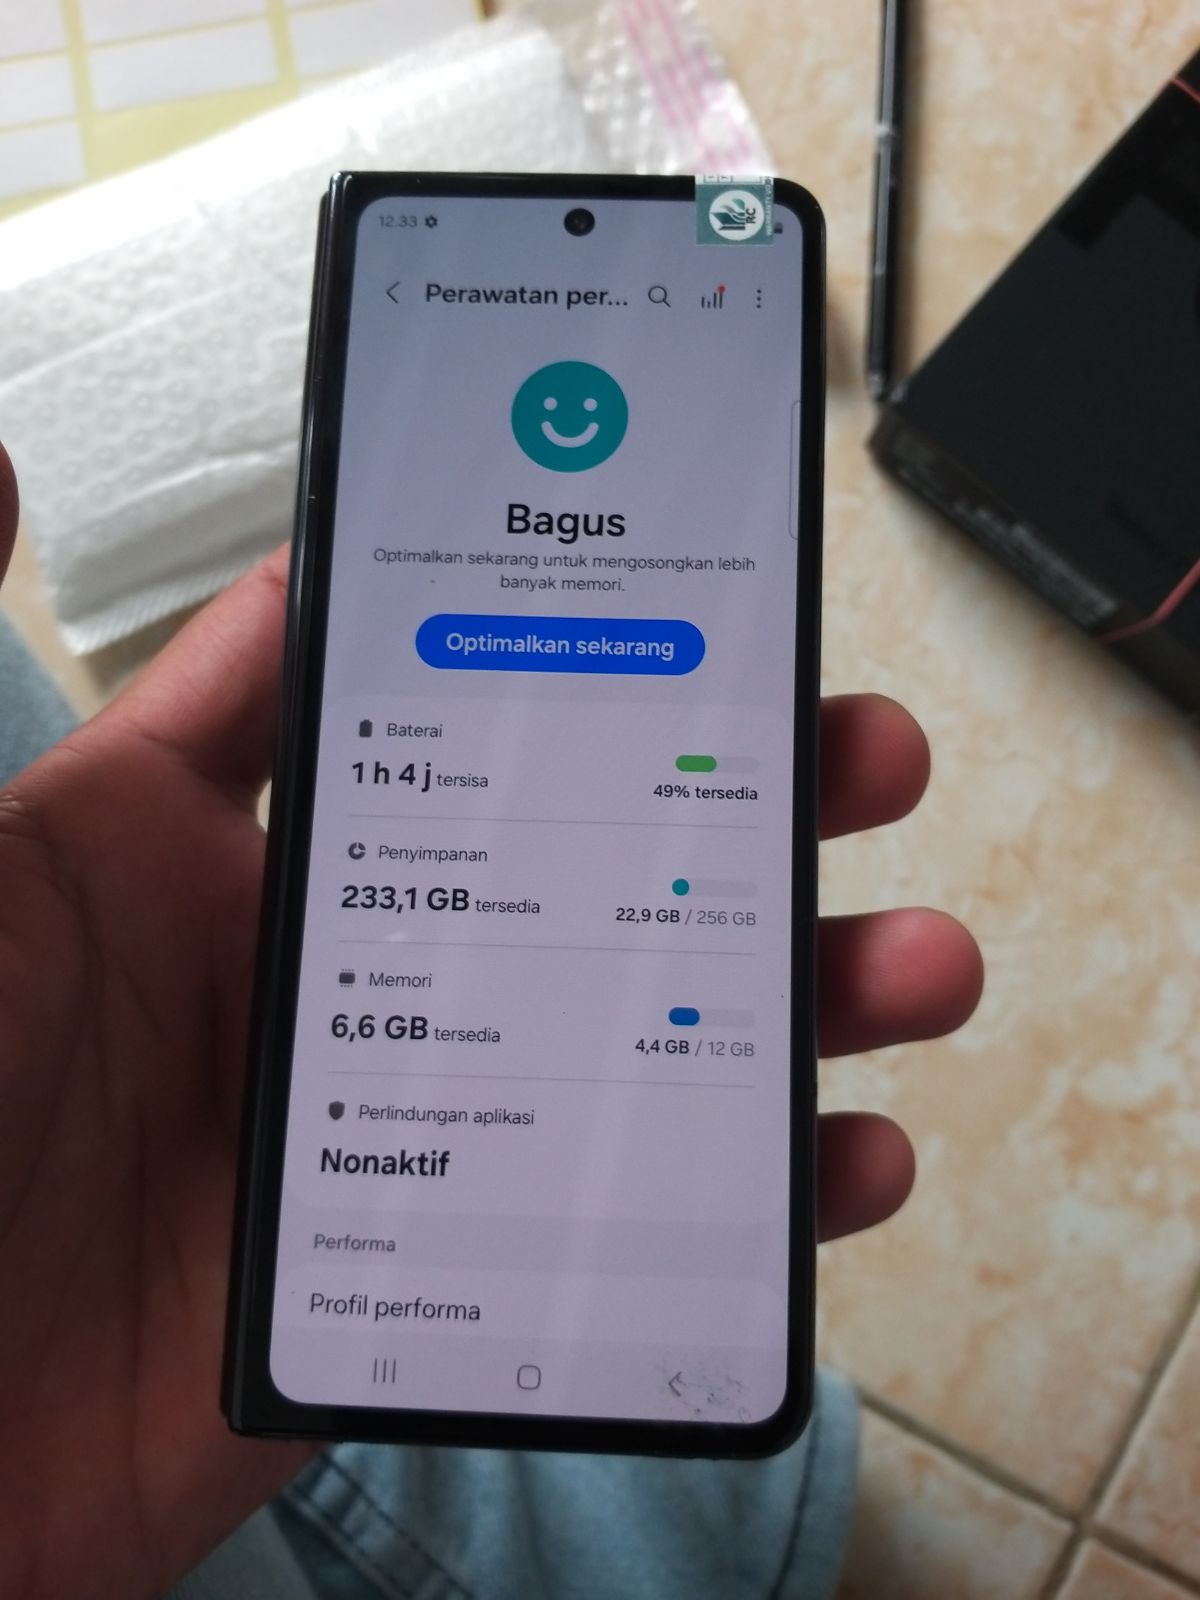 12.33
Perawatan per...
Bagus
Optimalkan sekarang untuk mengosongkan lebih
banyak memori.
Optimalkan sekarang
Baterai
1 h 4 j tersisa
49% tersedia
Penyimpanan
233,1 GB tersedia
22,9 GB / 256 GB
Memori
6,6 GB tersedia
4,4 GB / 12 GB
Perlindungan aplikasi
Nonaktif
Performa
Profil performa
RC